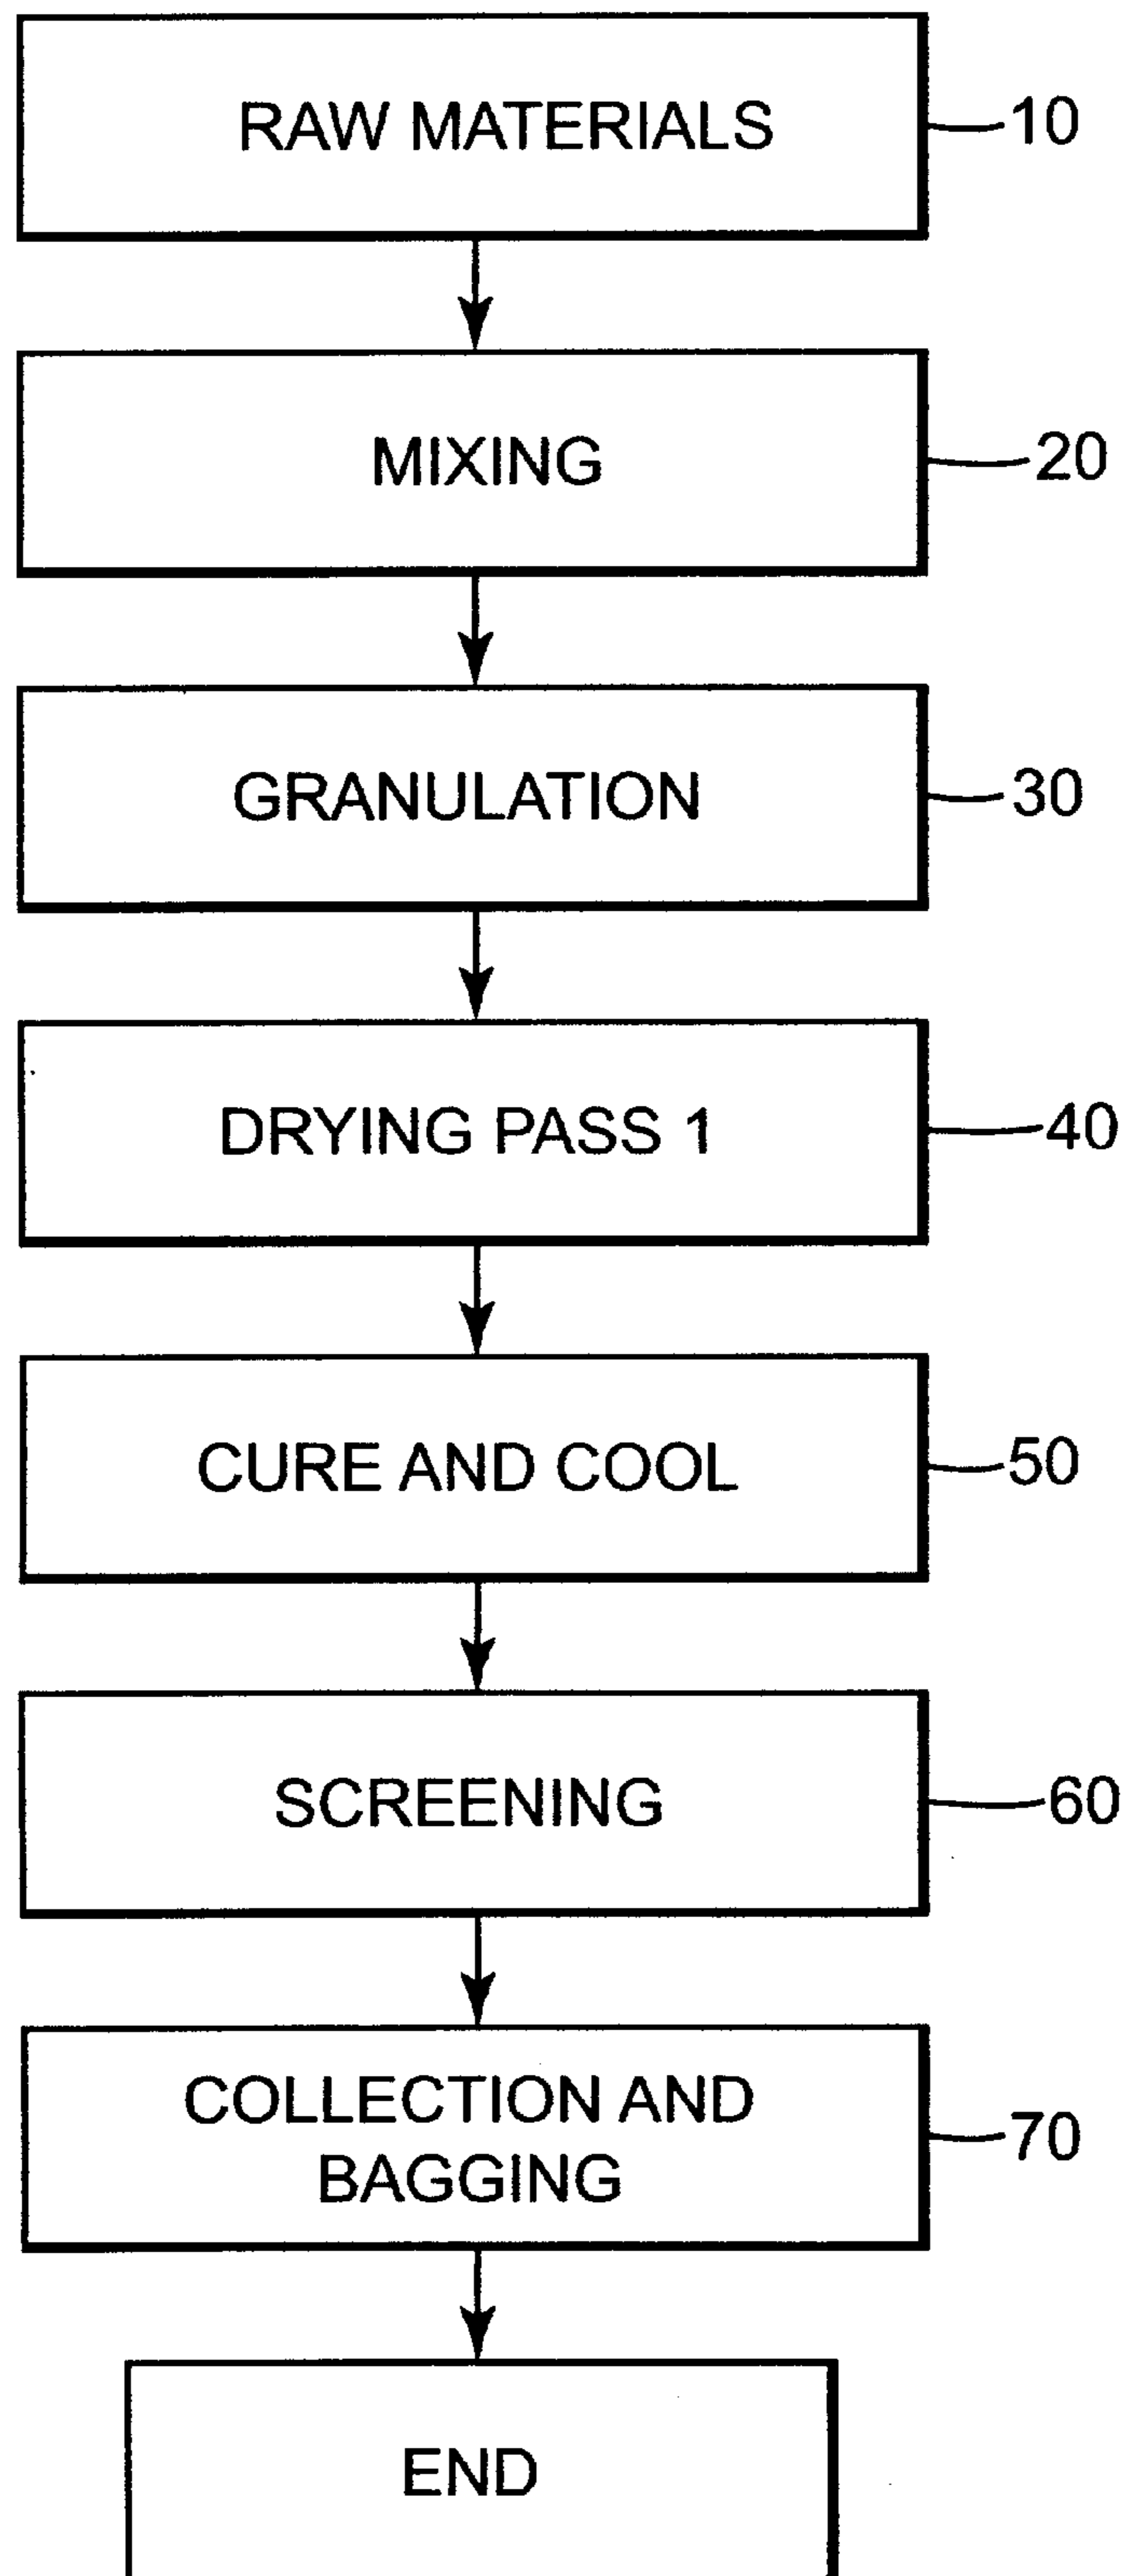 RAW MATERIALS 10
MIXING 20
GRANULATION 30
DRYING PASS 1 40
CURE AND COOL 50
SCREENING 60
COLLECTION AND
BAGGING
70
END